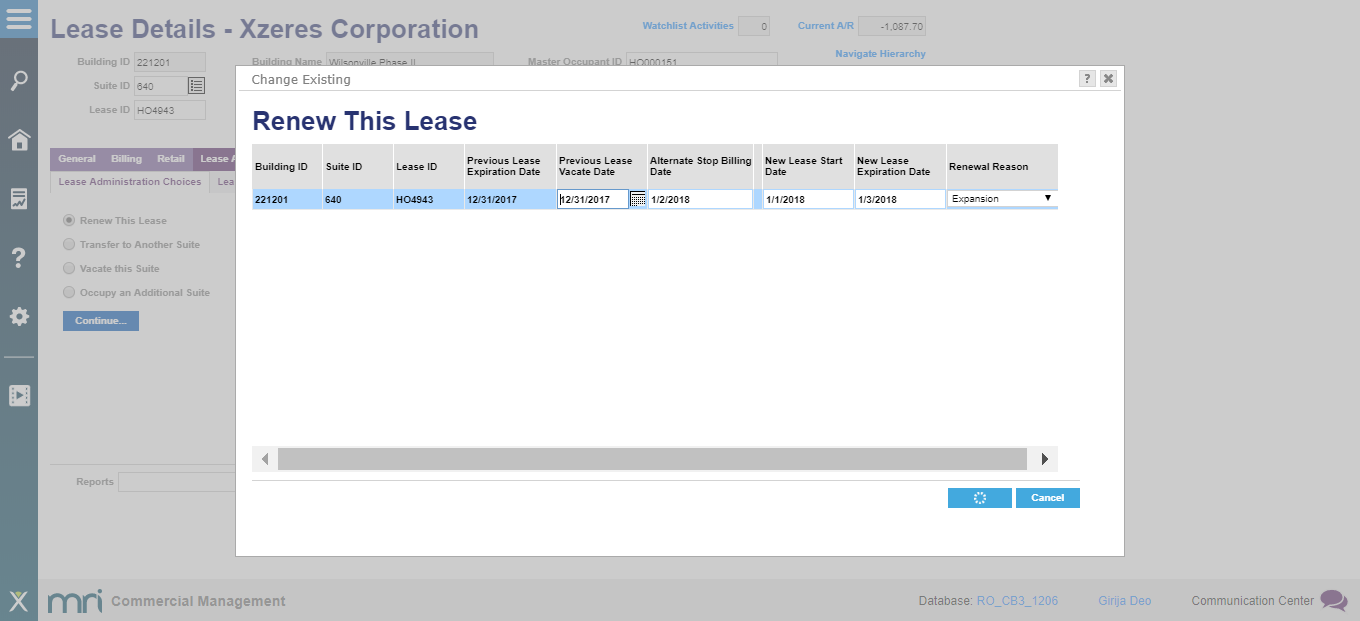 Lease Details - Xzeres Corporation
Watchlist Activities 0
Current A/R -1,087.70
Navigate Hierarchy
Building ID 221201
Building Name Wilsonville Phase II
Master Occupant ID HO000151
Suite ID 640
Lease ID HO4943
General Billing Retail Lease A
Lease Administration Choices Lea
Renew This Lease
Transfer to Another Suite
Vacate this Suite
Occupy an Additional Suite
Continue...
Reports
Change Existing ?
Renew This Lease
Building ID
Suite ID
Lease ID
Previous Lease
Expiration Date
Previous Lease
Vacate Date
Alternate Stop Billing
Date
New Lease Start
Date
New Lease
Expiration Date
Renewal Reason
221201 640 HO4943 12/31/2017 12/31/2017 1/2/2018 1/1/2018 1/3/2018 Expansion
Cancel
mri Commercial Management
Database: RO_CB3_1206
Girija Deo
Communication Center